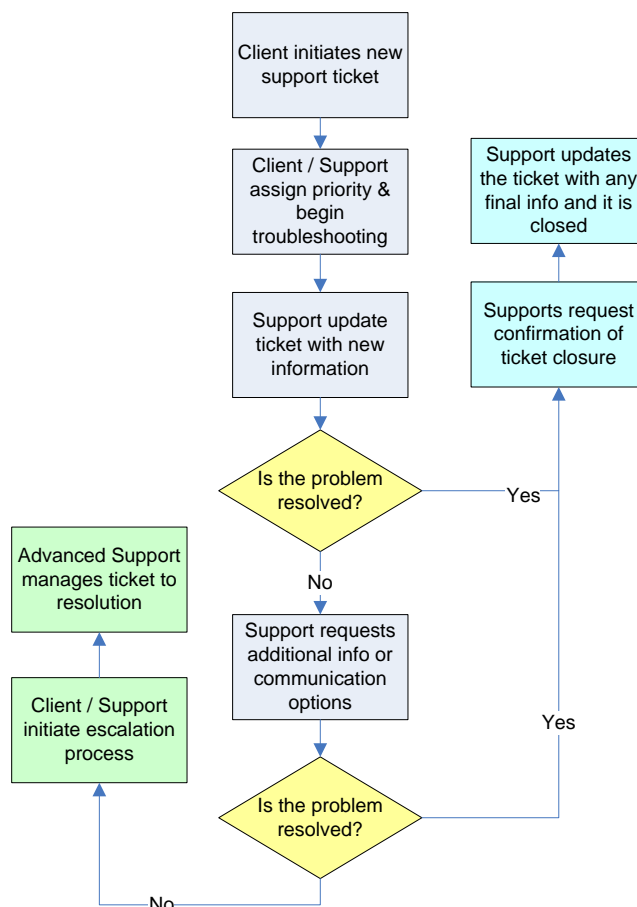 Client initiates new
support ticket
Client / Support
assign priority &
begin
troubleshooting
Support update
ticket with new
information
Is the problem
resolved?
Yes
No
Support requests
additional info or
communication
options
Is the problem
resolved?
Yes
No
Supports request
confirmation of
ticket closure
Support updates
the ticket with any
final info and it is
closed
Client / Support
initiate escalation
process
Advanced Support
manages ticket to
resolution